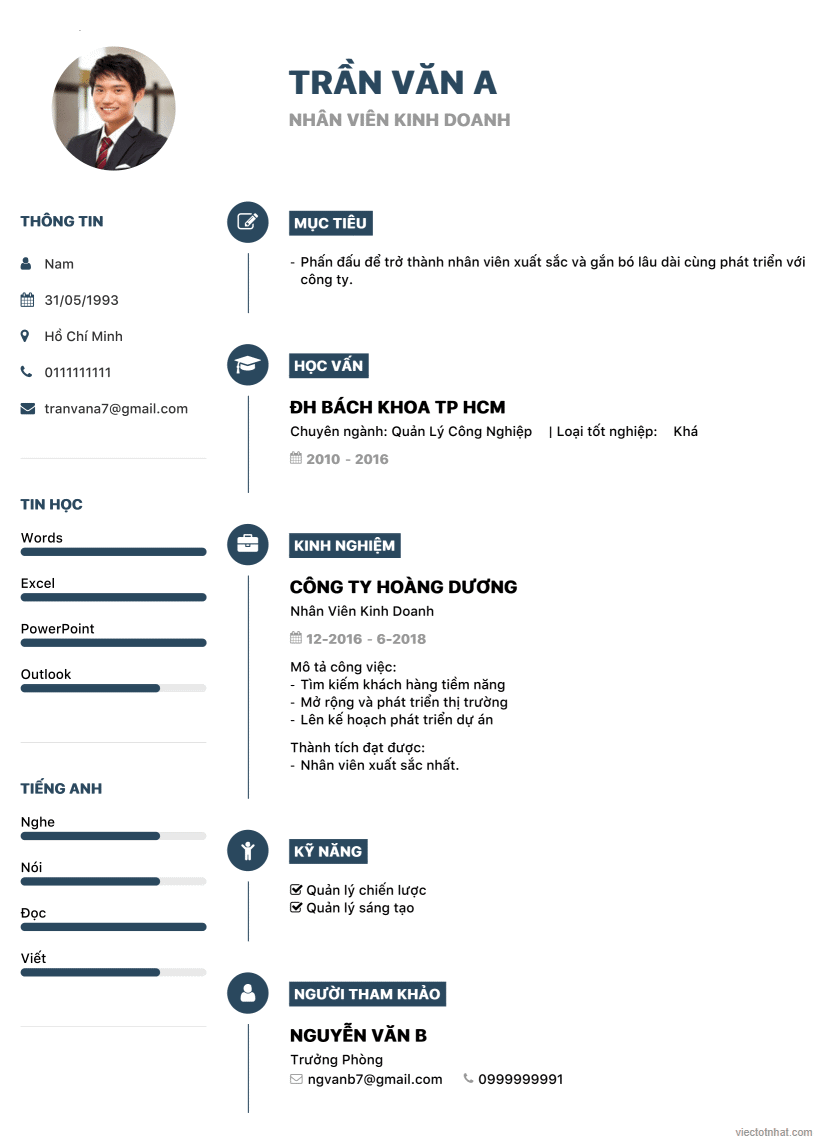 TRẦN VĂN A
NHÂN VIÊN KINH DOANH
THÔNG TIN
Nam
31/05/1993
Hồ Chí Minh
0111111111
tranvana7@gmail.com
TIN HỌC
Words
Excel
PowerPoint
Outlook
TIẾNG ANH
Nghe
Nói
Đọc
Viết
MỤC TIÊU
- Phấn đấu để trở thành nhân viên xuất sắc và gắn bó lâu dài cùng phát triển với
công ty.
HỌC VẤN
ĐH BÁCH KHOA TP HCM
Chuyên ngành: Quản Lý Công Nghiệp | Loại tốt nghiệp: Khá
2010 - 2016
KINH NGHIỆM
CÔNG TY HOÀNG DƯƠNG
Nhân Viên Kinh Doanh
12-2016 - 6-2018
Mô tả công việc:
- Tìm kiếm khách hàng tiềm năng
- Mở rộng và phát triển thị trường
- Lên kế hoạch phát triển dự án
Thành tích đạt được:
- Nhân viên xuất sắc nhất.
KỸ NĂNG
Quản lý chiến lược
Quản lý sáng tạo
NGƯỜI THAM KHẢO
NGUYỄN VĂN B
Trưởng Phòng
ngvanb7@gmail.com 0999999991
viectotnhat.com